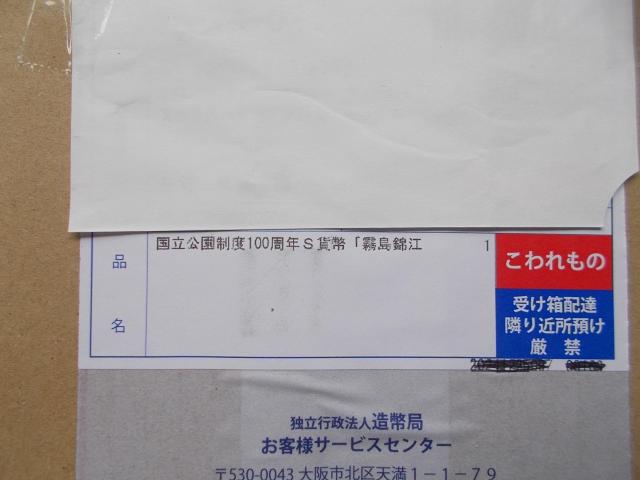 品名
国立公園制度100周年S貨幣「霧島錦江 1
こわれもの
受け箱配達
隣り近所預け
厳 禁
独立行政法人 造幣局
お客様サービスセンター
〒530-0043 大阪市北区天満1-1-79